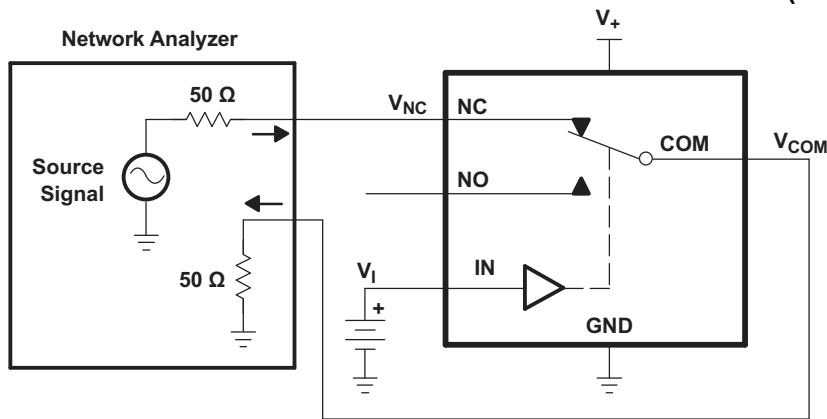 (
V+
Network Analyzer
50 Ω
VNC
NC
COM
VCOM
Source
Signal
NO
50 Ω
VI
IN
+
GND